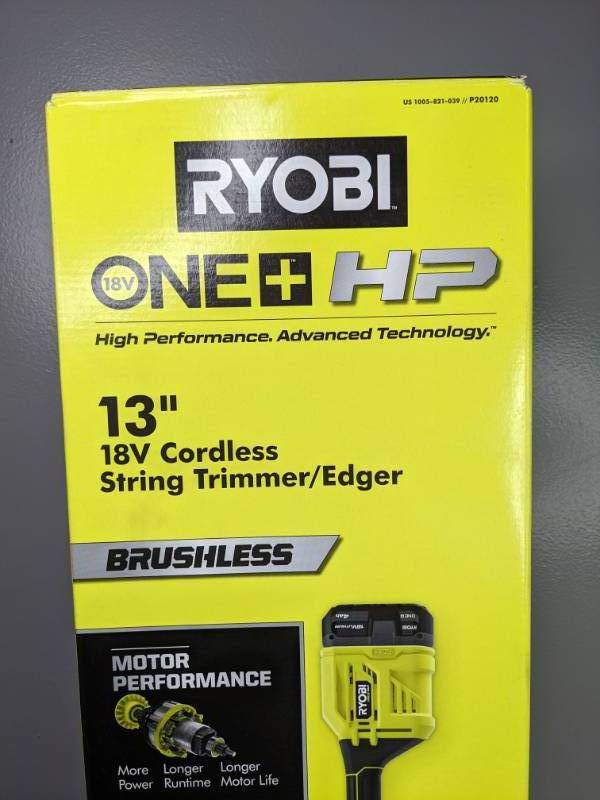 US 1005-821-039 // P20120
RYOBI
18V ONE+ HP
High Performance. Advanced Technology.™
13"
18V Cordless
String Trimmer/Edger
BRUSHLESS
MOTOR
PERFORMANCE
RYOBI
More Longer Longer
Power Runtime Motor Life